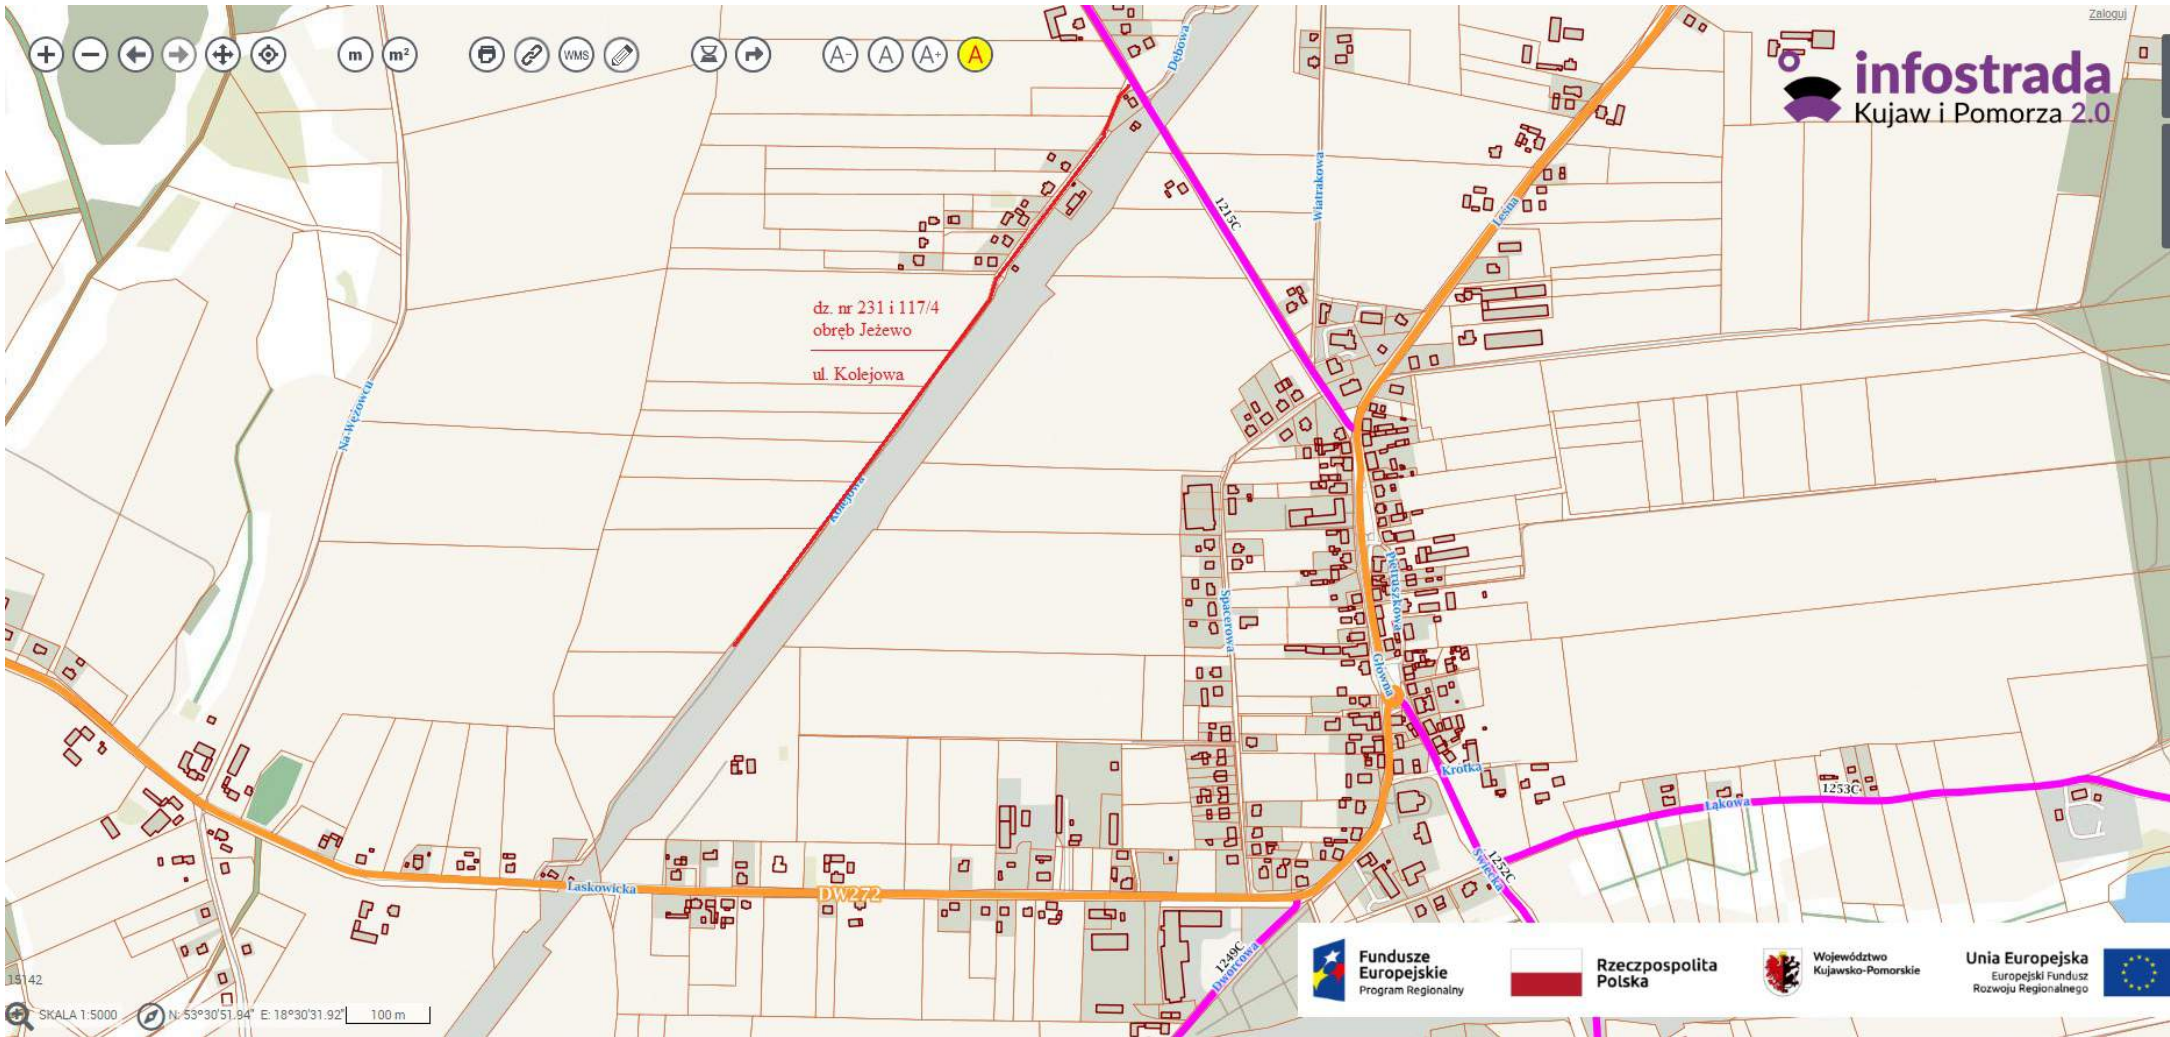 Zaloguj
m
m²
WMS
A-
A
A+
A
infostrada
Kujaw i Pomorza 2.0
Dębowa
Wiatrakowa
1215C
Leśna
dz. nr 231 i 117/4
obręb Jeżewo
ul. Kolejowa
Na Wężowcu
Kolejowa
Pietruszkowa
Spacerowa
Główna
Krótka
1253C
Łąkowa
1252C
Świecka
Laskowicka
DW272
1249C
Dworcowa
Fundusze
Europejskie
Program Regionalny
Rzeczpospolita
Polska
Województwo
Kujawsko-Pomorskie
Unia Europejska
Europejski Fundusz
Rozwoju Regionalnego
15142
SKALA 1:5000
N: 53°30'51.94" E: 18°30'31.92"
100 m